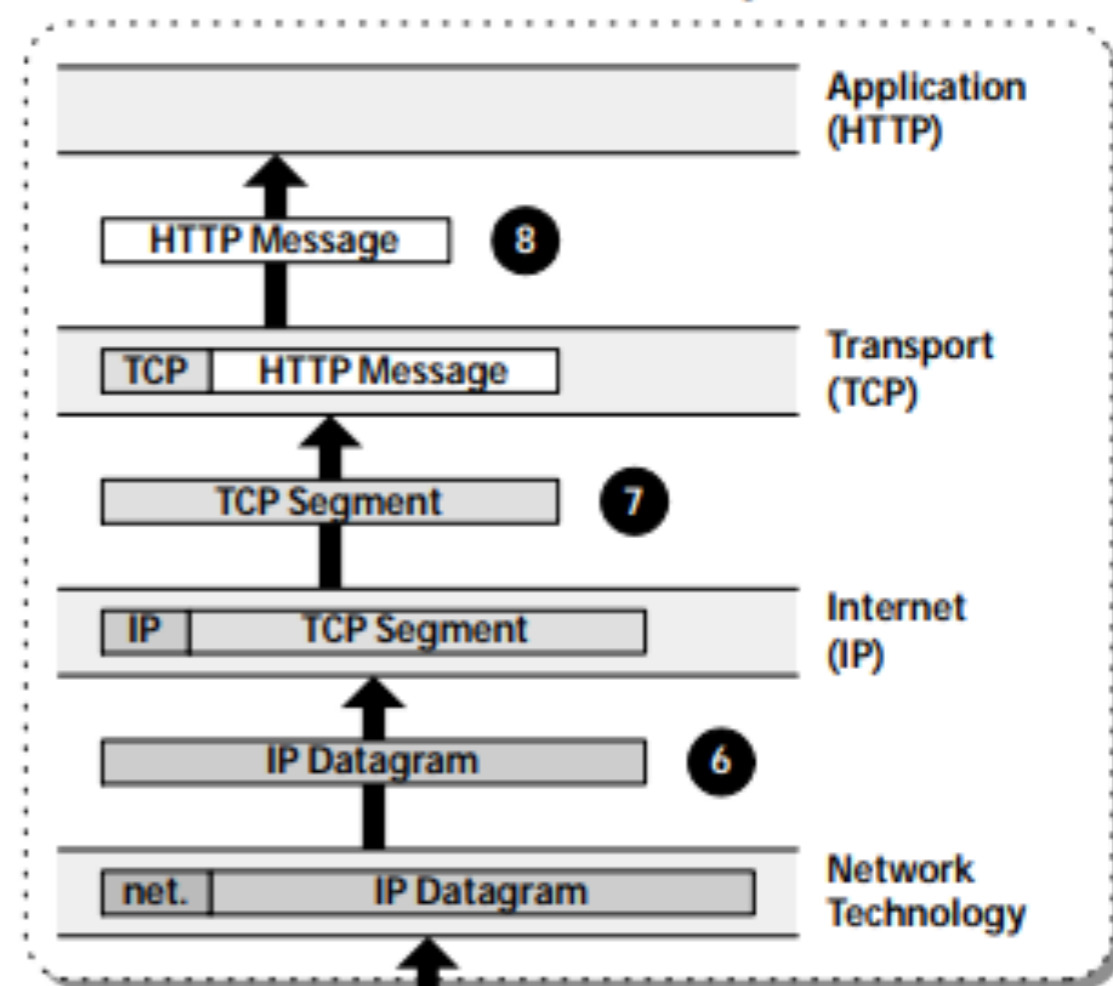 Application
(HTTP)
HTTP Message 8
Transport
(TCP)
TCP HTTP Message
TCP Segment 7
Internet
(IP)
IP TCP Segment
IP Datagram 6
Network
Technology
net. IP Datagram